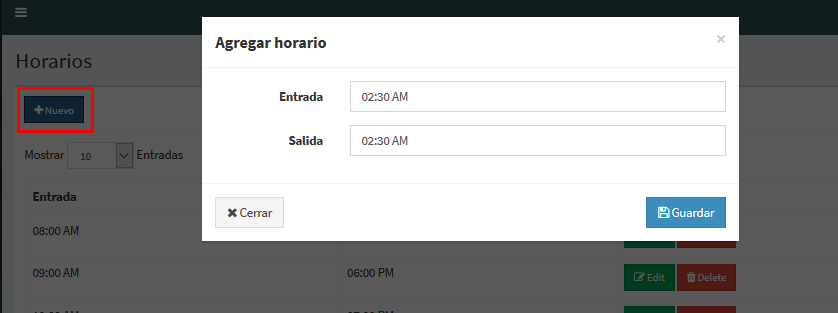 Agregar horario ×
Horarios
Entrada 02:30 AM
Nuevo
Salida 02:30 AM
Mostrar 10 Entradas
Entrada
Cerrar Guardar
08:00 AM
09:00 AM 06:00 PM Edit Delete